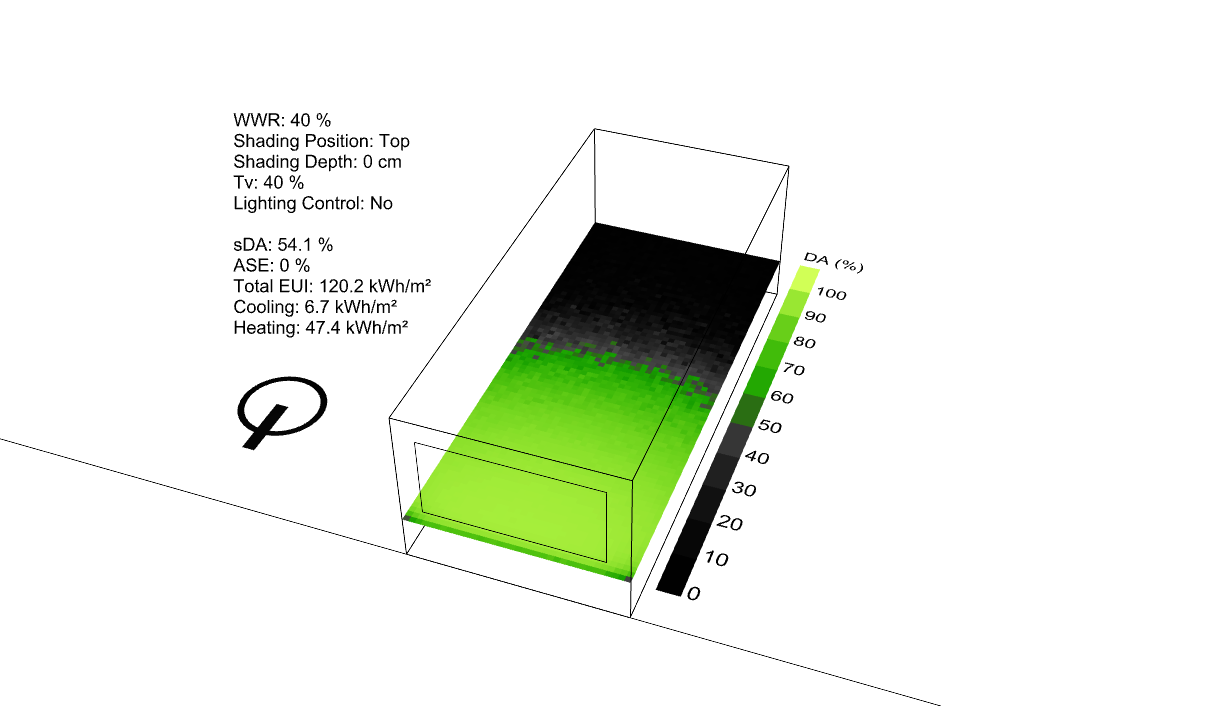 WWR: 40 %
Shading Position: Top
Shading Depth: 0 cm
Tv: 40 %
Lighting Control: No
sDA: 54.1 %
ASE: 0 %
Total EUI: 120.2 kWh/m²
Cooling: 6.7 kWh/m²
Heating: 47.4 kWh/m²
DA (%)
100
90
80
70
60
50
40
30
20
10
0